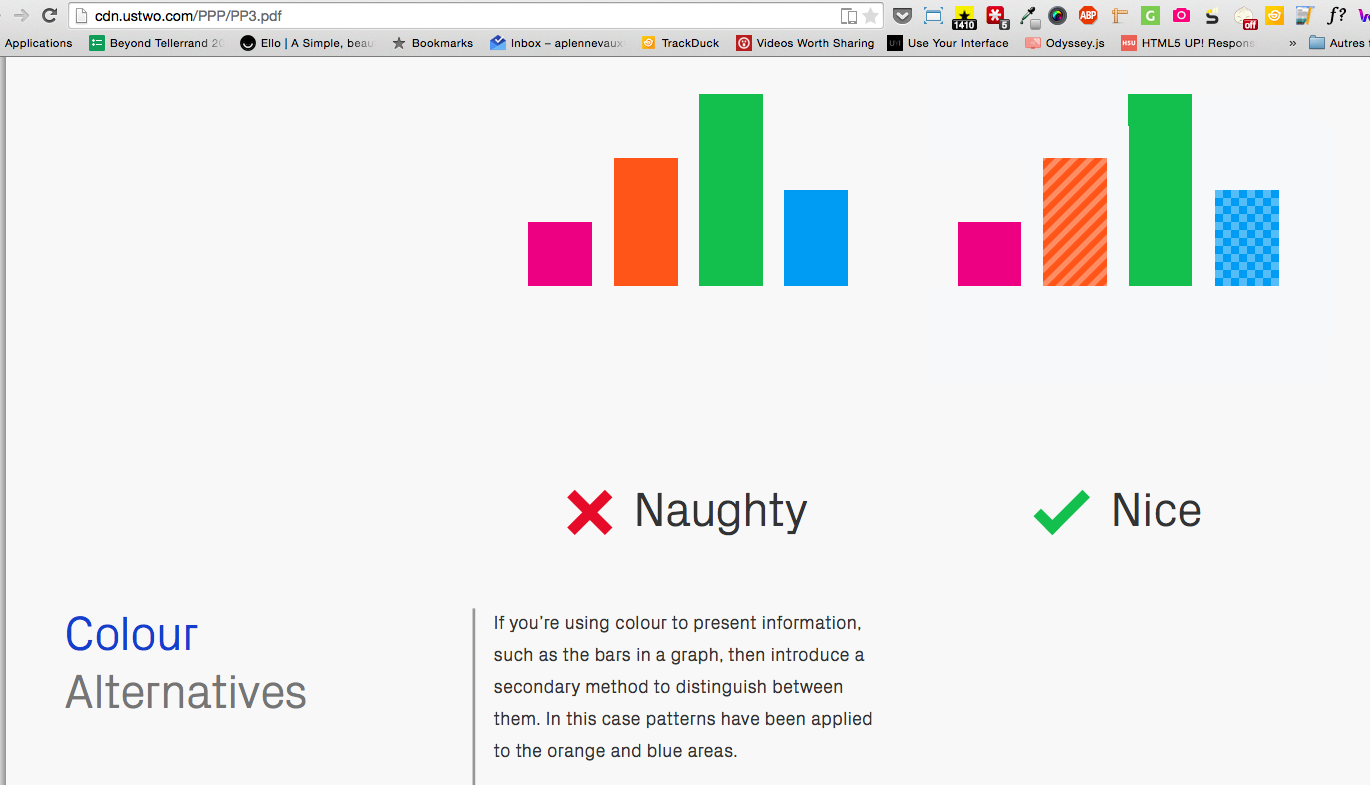 cdn.ustwo.com/PPP/PP3.pdf
1410
5
ABP
G
off
f?
Applications
Beyond Tellerrand 20
Ello | A Simple, beau
Bookmarks
Inbox – aplennevaux
TrackDuck
Videos Worth Sharing
Use Your Interface
Odyssey.js
HSU
HTML5 UP! Respons
»
Autres
Naughty
Nice
Colour
Alternatives
If you're using colour to present information,
such as the bars in a graph, then introduce a
secondary method to distinguish between
them. In this case patterns have been applied
to the orange and blue areas.